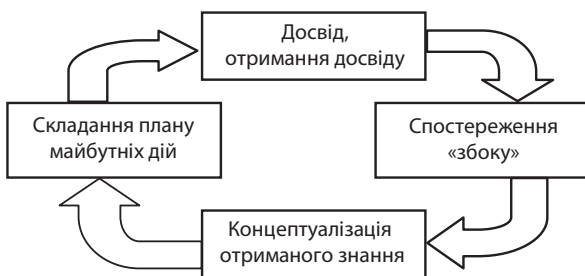 Досвід,
отримання досвіду
Складання плану
майбутніх дій
Спостереження
«збоку»
Концептуалізація
отриманого знання